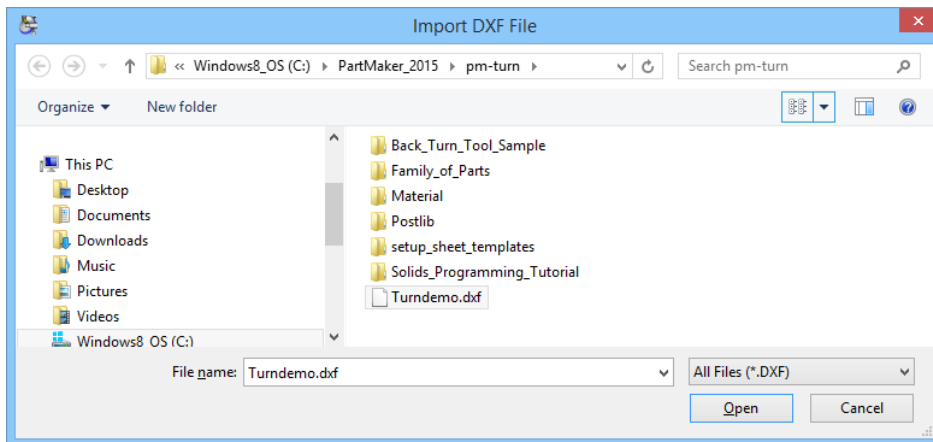 Import DXF File
« Windows8_OS (C:) PartMaker_2015 pm-turn Search pm-turn
Organize New folder
This PC
Desktop
Documents
Downloads
Music
Pictures
Videos
Windows8_OS (C:)
Back_Turn_Tool_Sample
Family_of_Parts
Material
Postlib
setup_sheet_templates
Solids_Programming_Tutorial
Turndemo.dxf
File name: Turndemo.dxf All Files (*.DXF)
Open Cancel